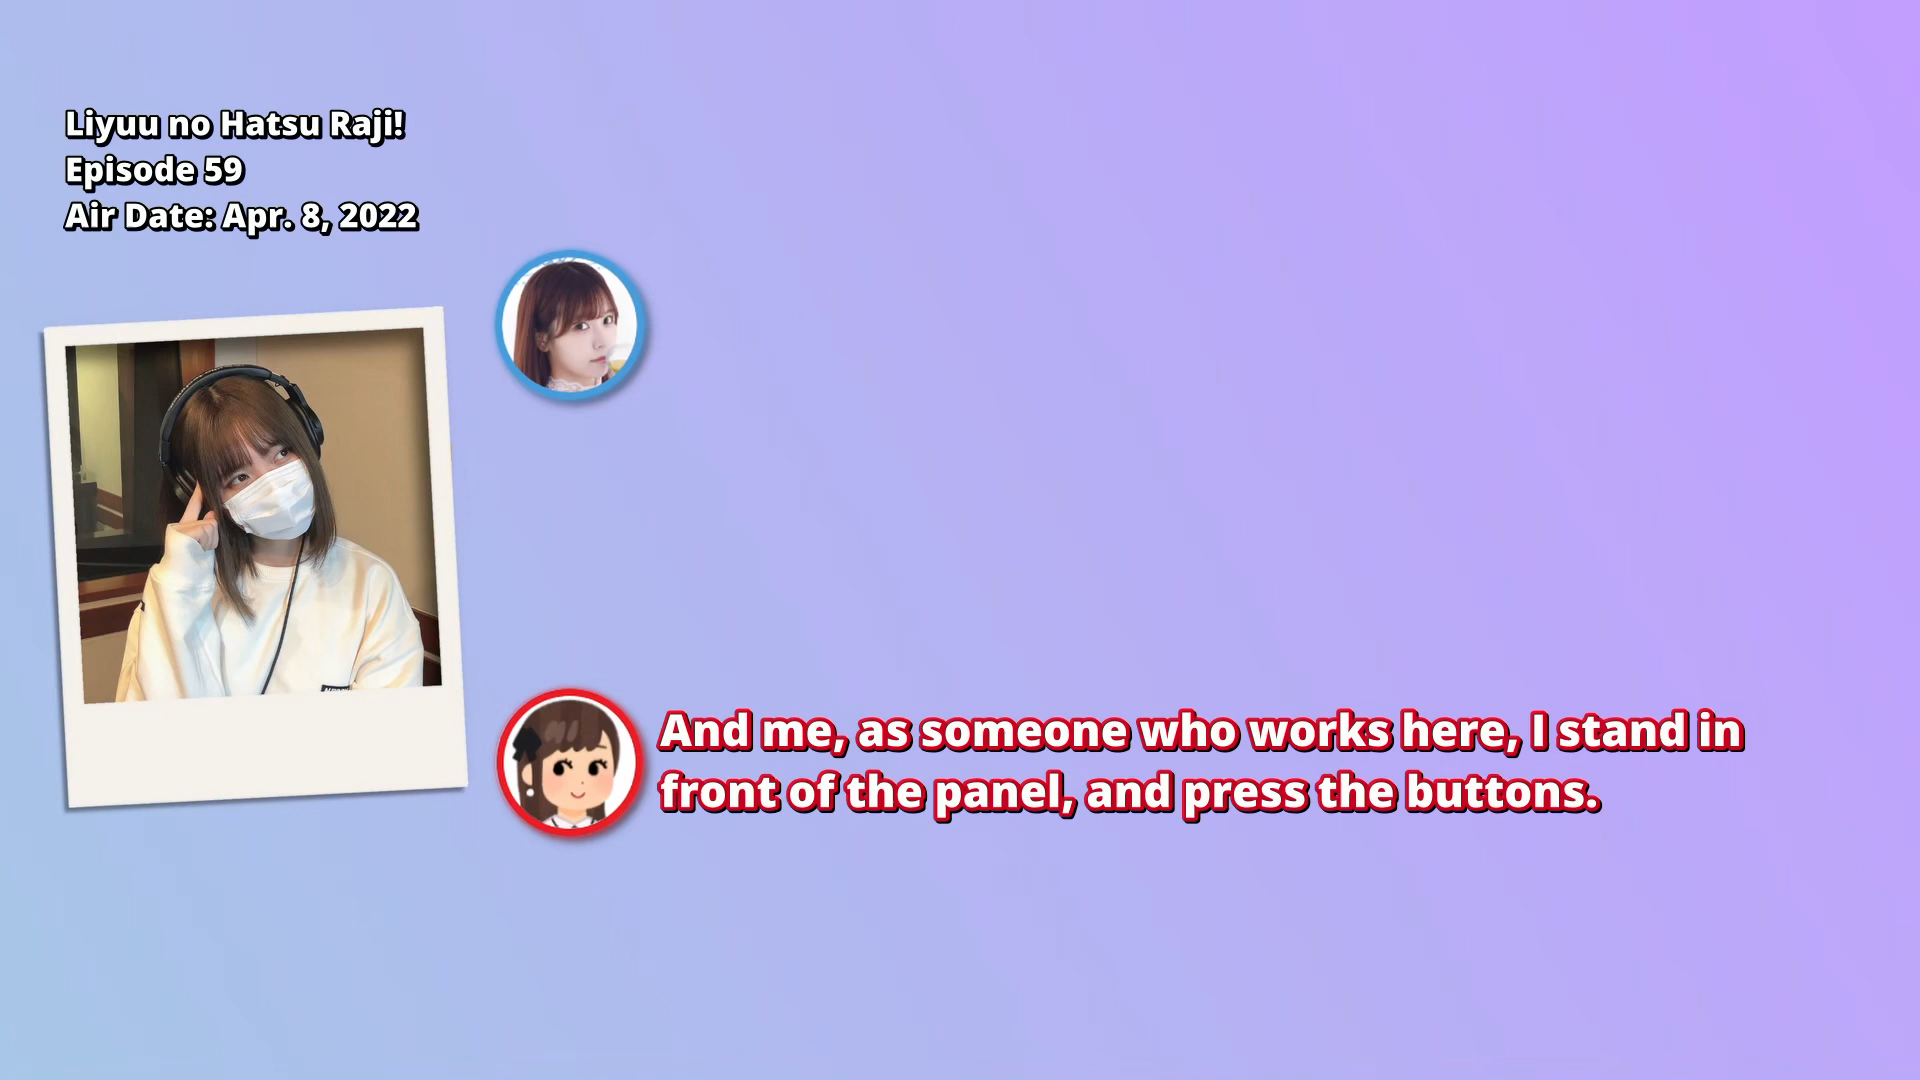 Liyuu no Hatsu Raji!
Episode 59
Air Date: Apr. 8, 2022
And me, as someone who works here, I stand in
front of the panel, and press the buttons.